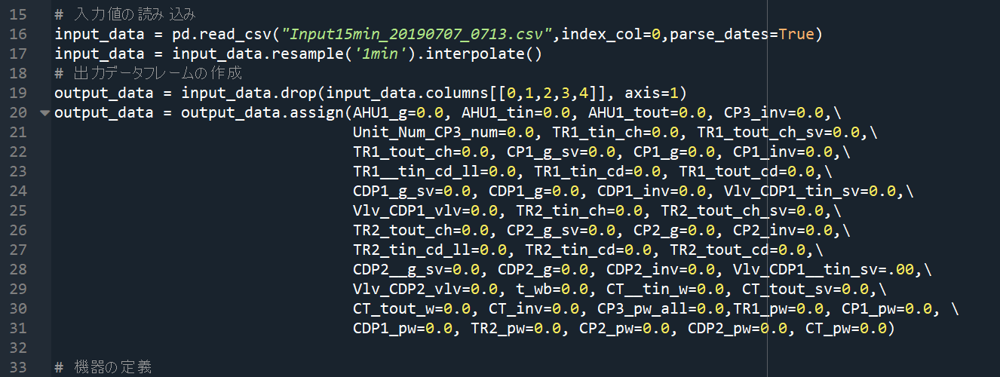 15 # 入力値の読み込み
16 input_data = pd.read_csv("Input15min_20190707_0713.csv",index_col=0,parse_dates=True)
17 input_data = input_data.resample('1min').interpolate()
18 # 出力データフレームの作成
19 output_data = input_data.drop(input_data.columns[[0,1,2,3,4]], axis=1)
20 output_data = output_data.assign(AHU1_g=0.0, AHU1_tin=0.0, AHU1_tout=0.0, CP3_inv=0.0,\
21 Unit_Num_CP3_num=0.0, TR1_tin_ch=0.0, TR1_tout_ch_sv=0.0,\
22 TR1_tout_ch=0.0, CP1_g_sv=0.0, CP1_g=0.0, CP1_inv=0.0,\
23 TR1__tin_cd_ll=0.0, TR1_tin_cd=0.0, TR1_tout_cd=0.0,\
24 CDP1_g_sv=0.0, CDP1_g=0.0, CDP1_inv=0.0, Vlv_CDP1_tin_sv=0.0,\
25 Vlv_CDP1_vlv=0.0, TR2_tin_ch=0.0, TR2_tout_ch_sv=0.0,\
26 TR2_tout_ch=0.0, CP2_g_sv=0.0, CP2_g=0.0, CP2_inv=0.0,\
27 TR2_tin_cd_ll=0.0, TR2_tin_cd=0.0, TR2_tout_cd=0.0,\
28 CDP2__g_sv=0.0, CDP2_g=0.0, CDP2_inv=0.0, Vlv_CDP1__tin_sv=.00,\
29 Vlv_CDP2_vlv=0.0, t_wb=0.0, CT__tin_w=0.0, CT_tout_sv=0.0,\
30 CT_tout_w=0.0, CT_inv=0.0, CP3_pw_all=0.0,TR1_pw=0.0, CP1_pw=0.0, \
31 CDP1_pw=0.0, TR2_pw=0.0, CP2_pw=0.0, CDP2_pw=0.0, CT_pw=0.0)
32
33 # 機器の定義